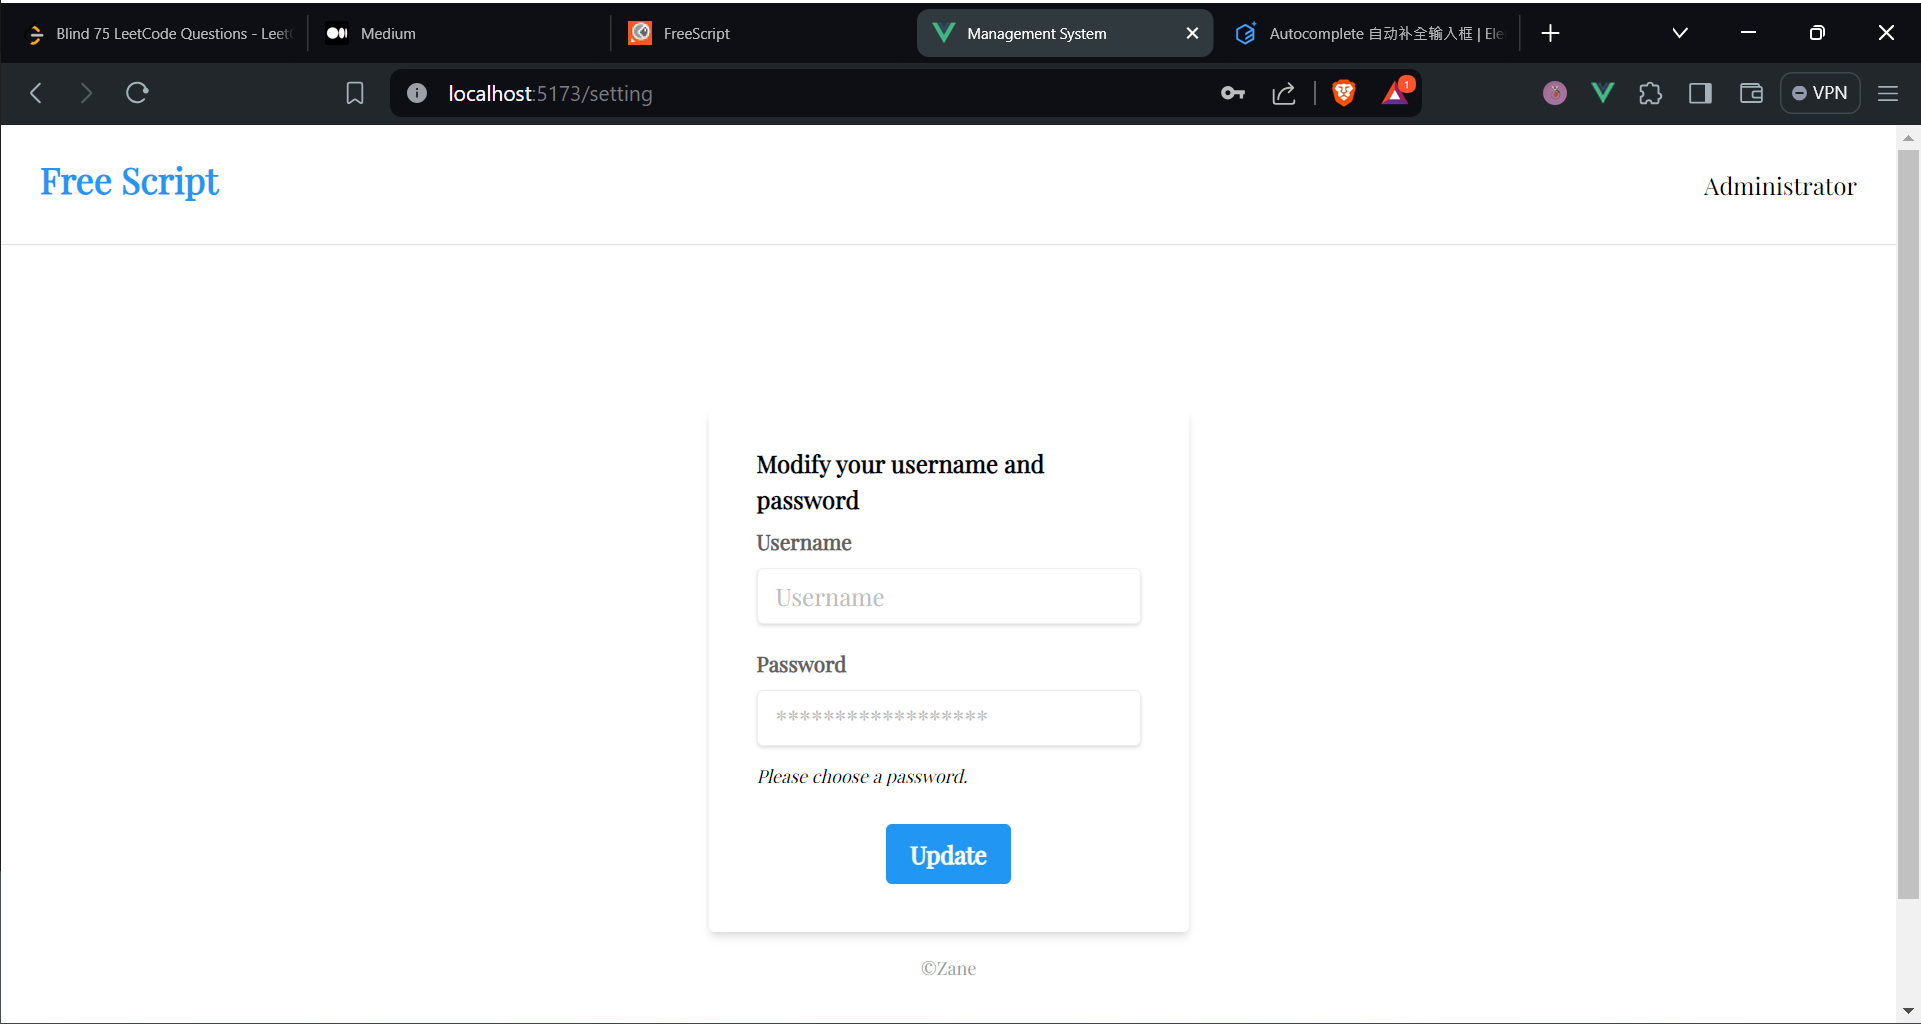 Blind 75 LeetCode Questions - Leet
Medium
FreeScript
Management System
Autocomplete 自动补全输入框 | Ele
localhost:5173/setting
1
VPN
Free Script
Administrator
Modify your username and
password
Username
Username
Password
******************
Please choose a password.
Update
©Zane